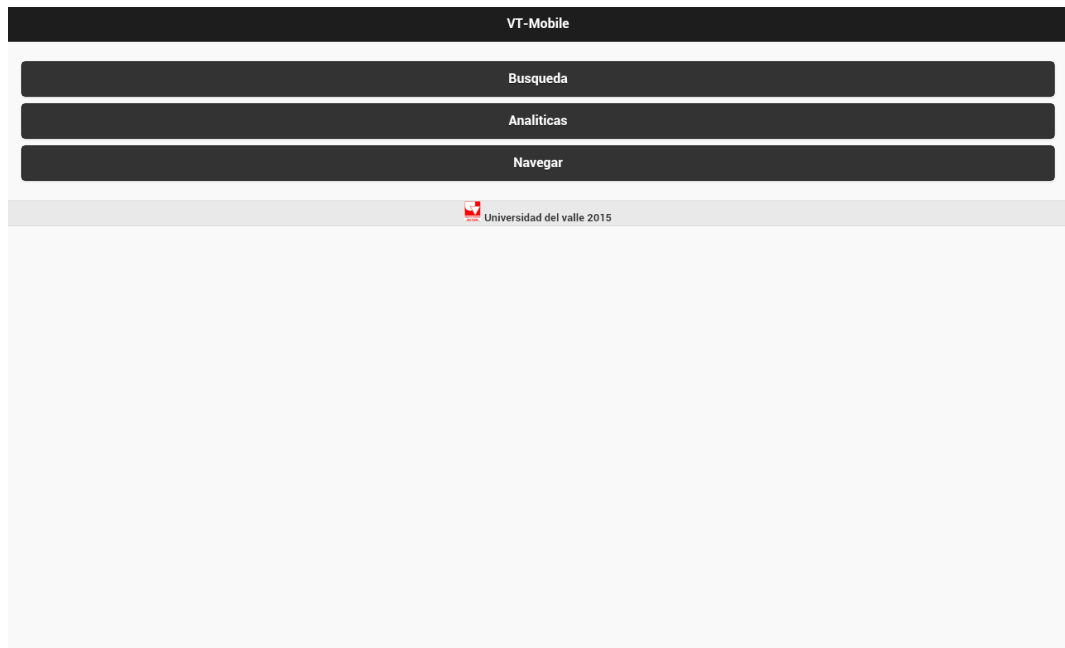 VT-Mobile
Busqueda
Analiticas
Navegar
Universidad del valle 2015